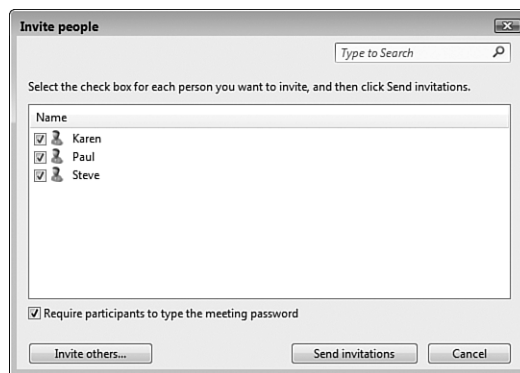 Invite people
Type to Search
Select the check box for each person you want to invite, and then click Send invitations.
Name
Karen
Paul
Steve
Require participants to type the meeting password
Invite others...
Send invitations
Cancel